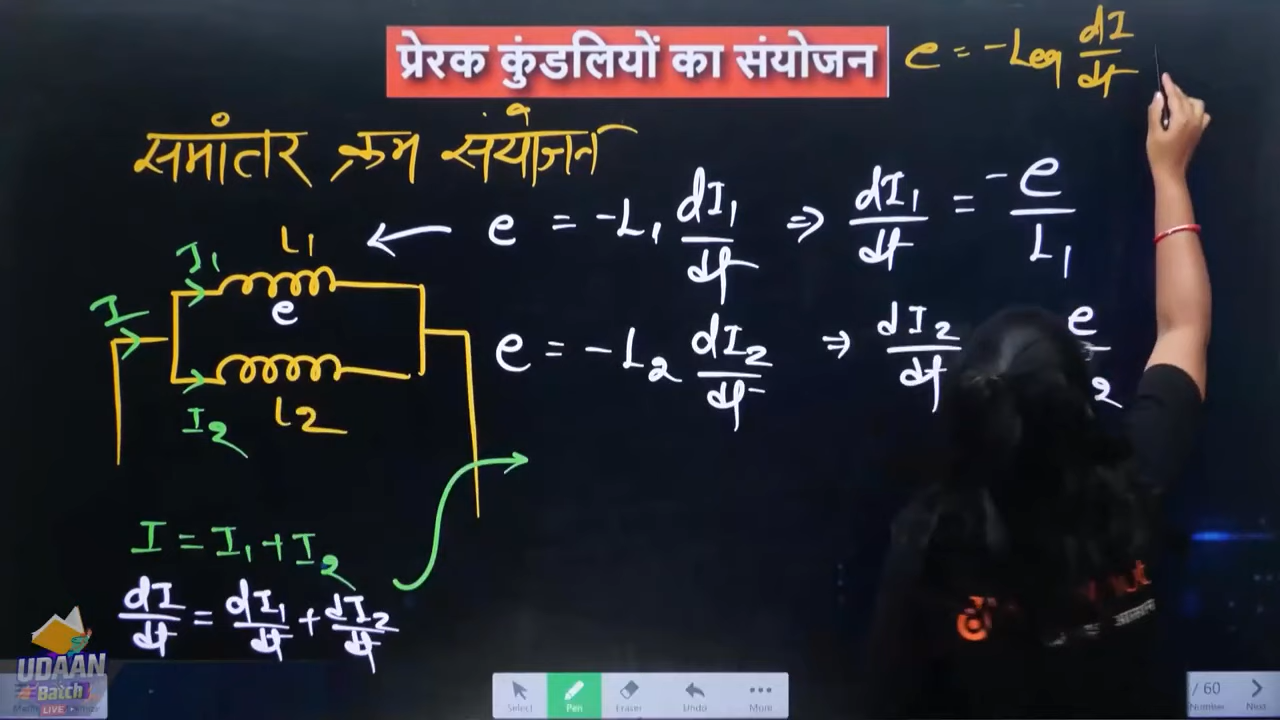 प्रेरक कुंडलियों का संयोजन
e = -Leq dI/dt
समांतर क्रम संयोजन
e = -L1 dI1/dt ⇒ dI1/dt = -e/L1
I I1 L1
e
e = -L2 dI2/dt ⇒ dI2/dt e/2
I2 L2
I = I1 + I2
dI/dt = dI1/dt + dI2/dt
UDAAN
Batch
LIVE
Select Pen Eraser Undo More
/ 60 Next
Number